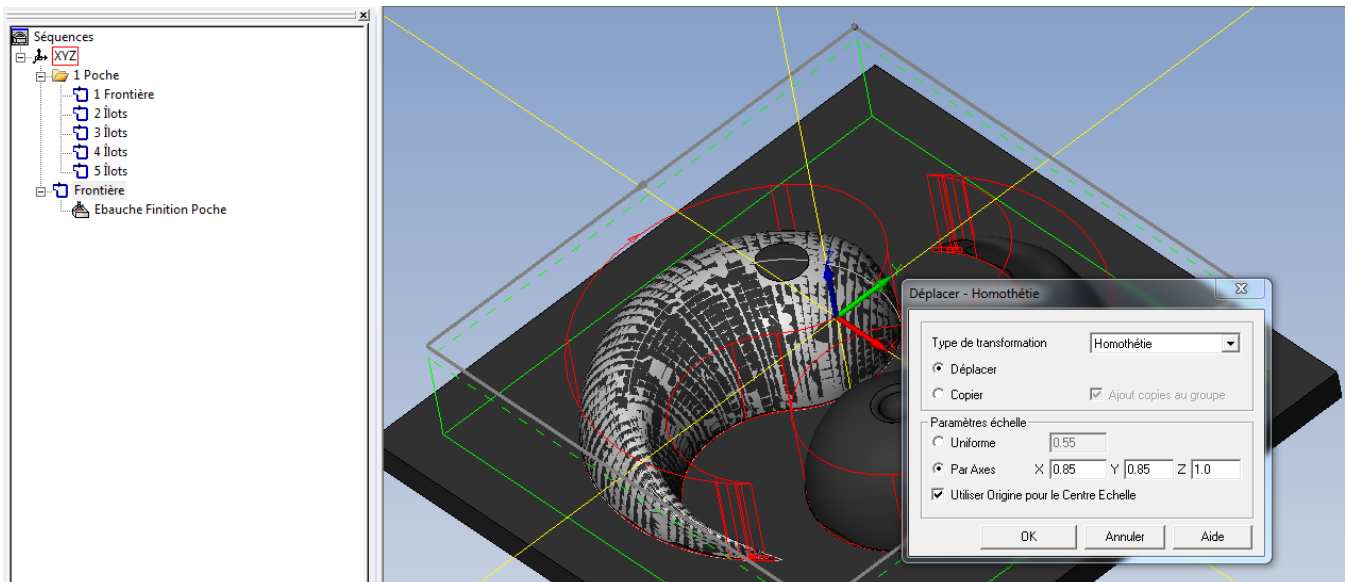 Séquences
XYZ
1 Poche
1 Frontière
2 Îlots
3 Îlots
4 Îlots
5 Îlots
Frontière
Ebauche Finition Poche
Déplacer - Homothétie
Type de transformation Homothétie
Déplacer
Copier Ajout copies au groupe
Paramètres échelle
Uniforme 0.55
Par Axes X 0.85 Y 0.85 Z 1.0
Utiliser Origine pour le Centre Echelle
OK Annuler Aide